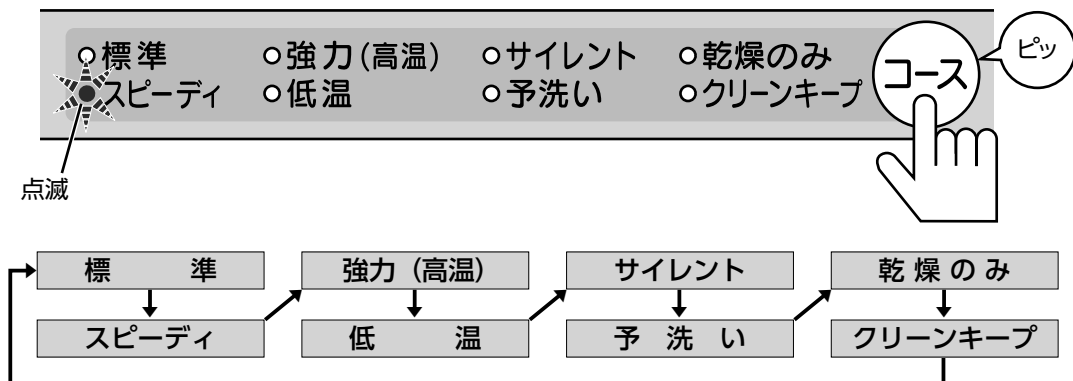 標準 強力(高温) サイレント 乾燥のみ
スピーディ 低温 予洗い クリーンキープ
コース
ピッ
点滅
標準 強力(高温) サイレント 乾燥のみ
スピーディ 低温 予洗い クリーンキープ